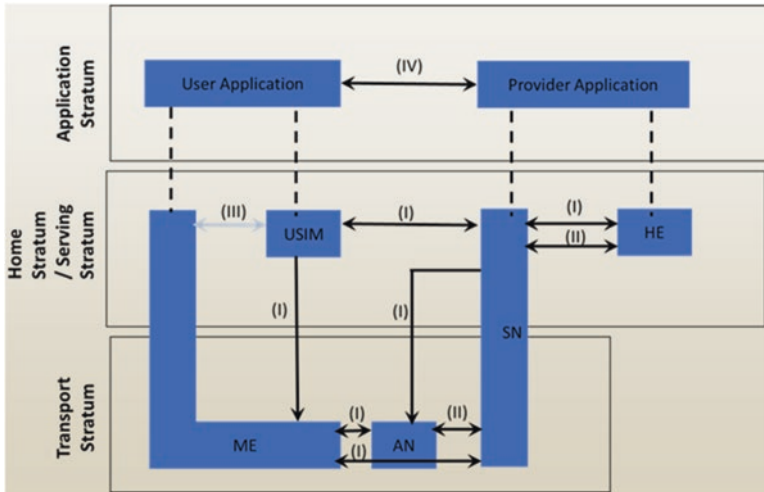 Application
Stratum
User Application
(IV)
Provider Application
Home
Stratum
/ Serving
Stratum
(III)
USIM
(I)
(I)
(II)
HE
(I)
(I)
SN
Transport
Stratum
ME
(I)
AN
(II)
(I)